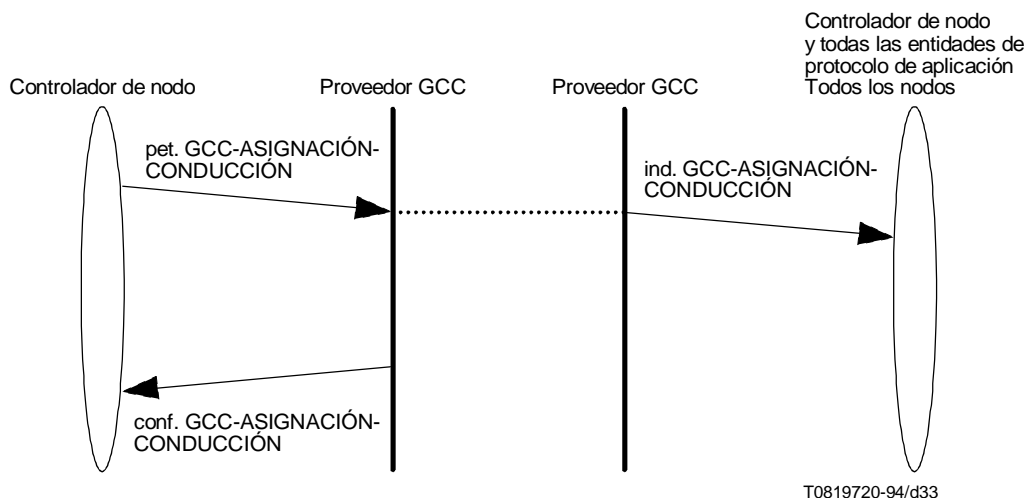 Controlador de nodo
y todas las entidades de
protocolo de aplicación
Todos los nodos
Controlador de nodo
Proveedor GCC
Proveedor GCC
pet. GCC-ASIGNACIÓN-
CONDUCCIÓN
ind. GCC-ASIGNACIÓN-
CONDUCCIÓN
conf. GCC-ASIGNACIÓN-
CONDUCCIÓN
T0819720-94/d33